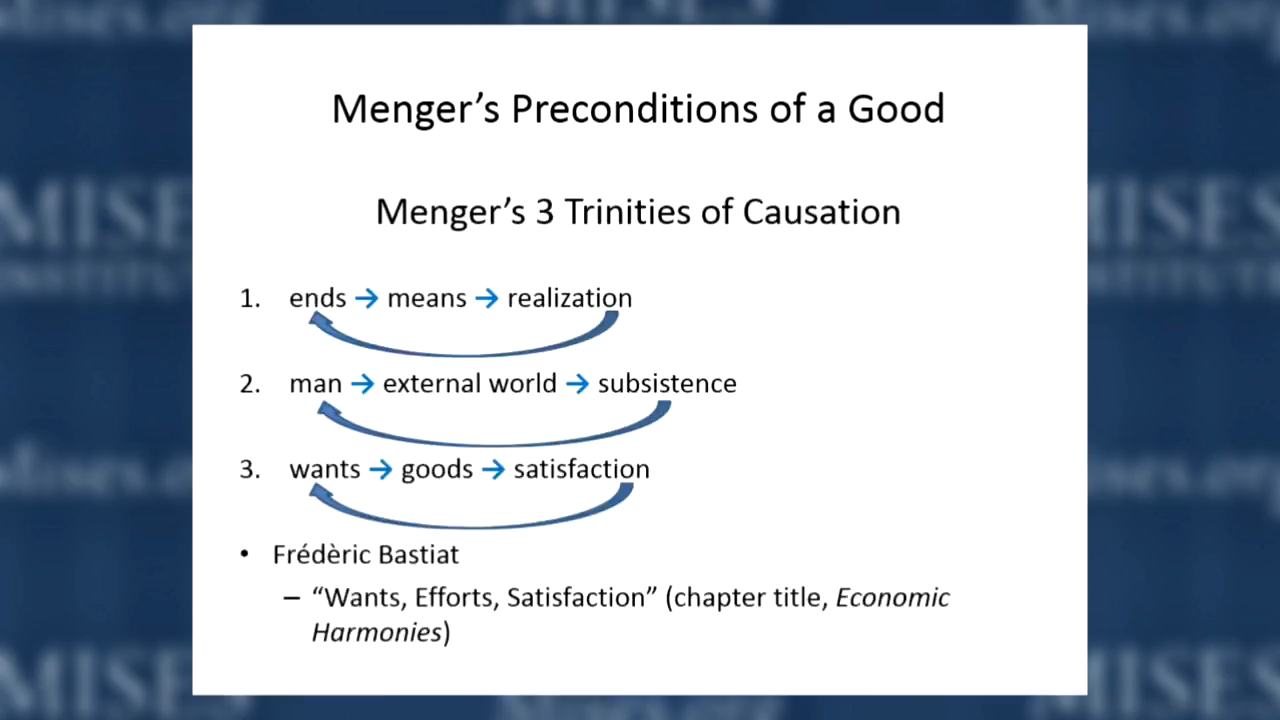 Menger’s Preconditions of a Good
Menger’s 3 Trinities of Causation
1. ends → means → realization
2. man → external world → subsistence
3. wants → goods → satisfaction
• Frédèric Bastiat
– “Wants, Efforts, Satisfaction” (chapter title, Economic
Harmonies)